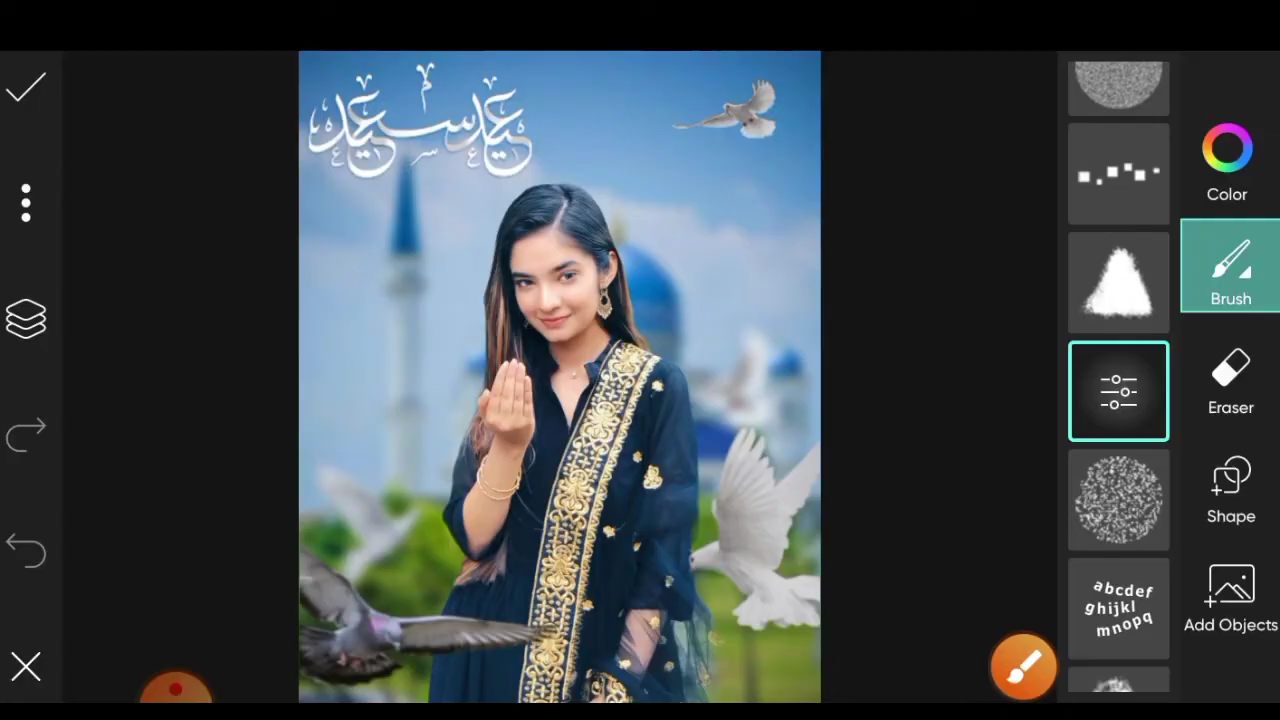 عيد سعيد
Color
Brush
Eraser
Shape
Add Objects
abcdef
ghijkl
mnopq